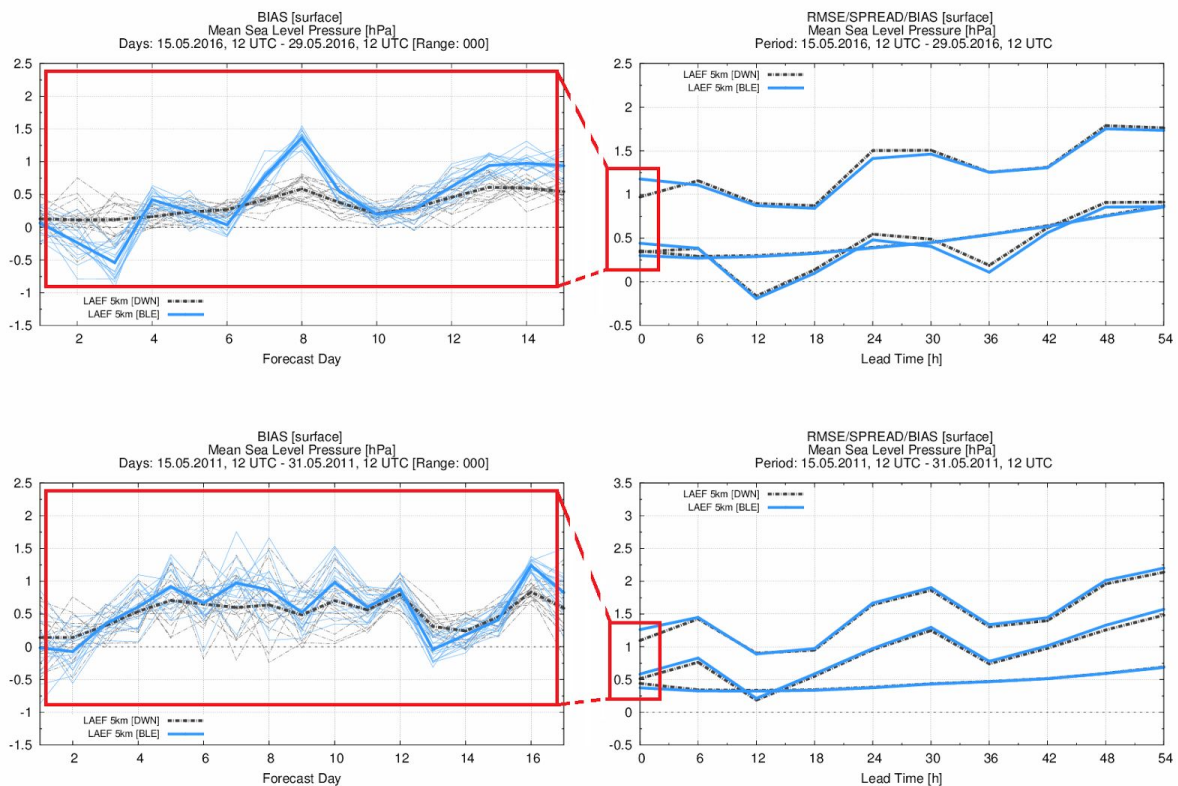 BIAS [surface]
Mean Sea Level Pressure [hPa]
Days: 15.05.2016, 12 UTC - 29.05.2016, 12 UTC [Range: 000]
2.5
2
1.5
1
0.5
0
-0.5
-1
-1.5
LAEF 5km [DWN]
LAEF 5km [BLE]
2 4 6 8 10 12 14
Forecast Day
RMSE/SPREAD/BIAS [surface]
Mean Sea Level Pressure [hPa]
Period: 15.05.2016, 12 UTC - 29.05.2016, 12 UTC
2.5
2
1.5
1
0.5
0
-0.5
LAEF 5km [DWN]
LAEF 5km [BLE]
0 6 12 18 24 30 36 42 48 54
Lead Time [h]
BIAS [surface]
Mean Sea Level Pressure [hPa]
Days: 15.05.2011, 12 UTC - 31.05.2011, 12 UTC [Range: 000]
2.5
2
1.5
1
0.5
0
-0.5
-1
-1.5
LAEF 5km [DWN]
LAEF 5km [BLE]
2 4 6 8 10 12 14 16
Forecast Day
RMSE/SPREAD/BIAS [surface]
Mean Sea Level Pressure [hPa]
Period: 15.05.2011, 12 UTC - 31.05.2011, 12 UTC
3.5
3
2.5
2
1.5
1
0.5
0
-0.5
LAEF 5km [DWN]
LAEF 5km [BLE]
0 6 12 18 24 30 36 42 48 54
Lead Time [h]